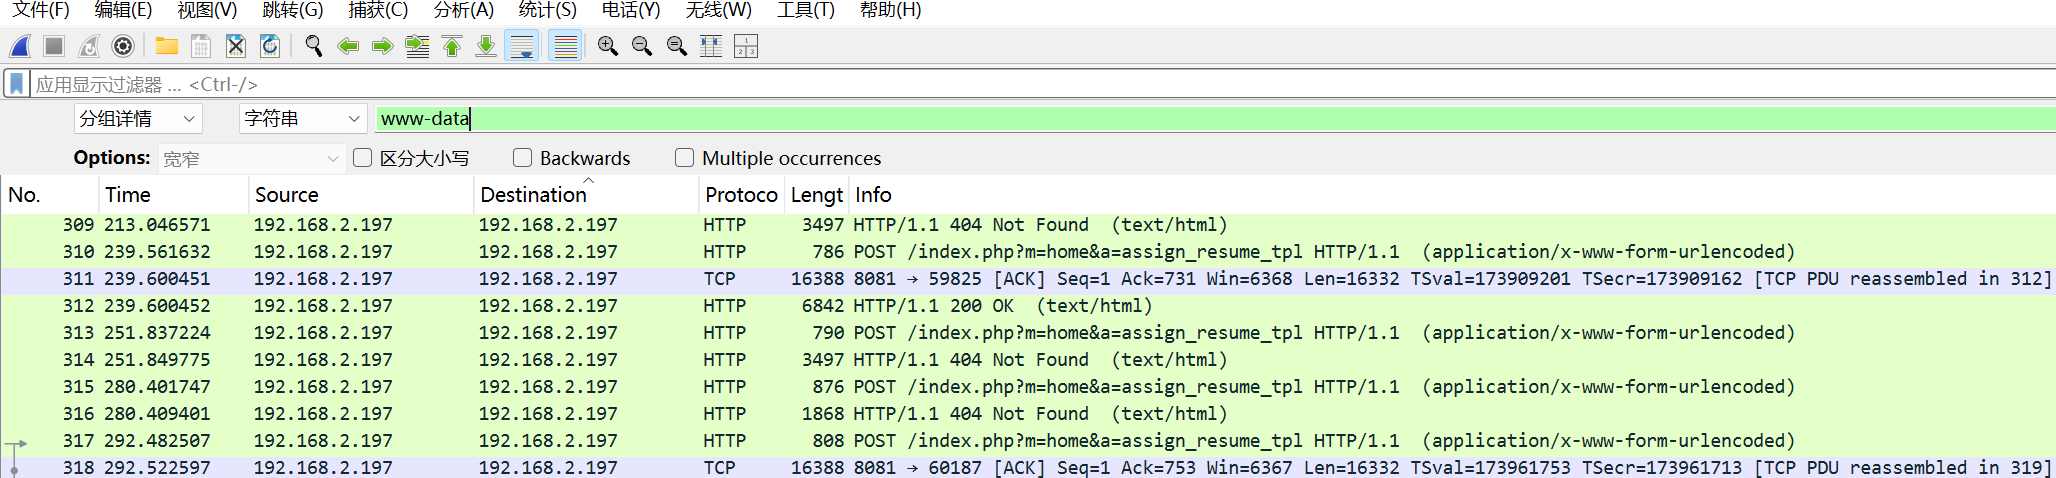 文件(F) 编辑(E) 视图(V) 跳转(G) 捕获(C) 分析(A) 统计(S) 电话(Y) 无线(W) 工具(T) 帮助(H)
应用显示过滤器 … <Ctrl-/>
分组详情 字符串 www-data
Options: 宽窄 区分大小写 Backwards Multiple occurrences
No. Time Source Destination Protoco Lengt Info
309 213.046571 192.168.2.197 192.168.2.197 HTTP 3497 HTTP/1.1 404 Not Found (text/html)
310 239.561632 192.168.2.197 192.168.2.197 HTTP 786 POST /index.php?m=home&a=assign_resume_tpl HTTP/1.1 (application/x-www-form-urlencoded)
311 239.600451 192.168.2.197 192.168.2.197 TCP 16388 8081 → 59825 [ACK] Seq=1 Ack=731 Win=6368 Len=16332 TSval=173909201 TSecr=173909162 [TCP PDU reassembled in 312]
312 239.600452 192.168.2.197 192.168.2.197 HTTP 6842 HTTP/1.1 200 OK (text/html)
313 251.837224 192.168.2.197 192.168.2.197 HTTP 790 POST /index.php?m=home&a=assign_resume_tpl HTTP/1.1 (application/x-www-form-urlencoded)
314 251.849775 192.168.2.197 192.168.2.197 HTTP 3497 HTTP/1.1 404 Not Found (text/html)
315 280.401747 192.168.2.197 192.168.2.197 HTTP 876 POST /index.php?m=home&a=assign_resume_tpl HTTP/1.1 (application/x-www-form-urlencoded)
316 280.409401 192.168.2.197 192.168.2.197 HTTP 1868 HTTP/1.1 404 Not Found (text/html)
317 292.482507 192.168.2.197 192.168.2.197 HTTP 808 POST /index.php?m=home&a=assign_resume_tpl HTTP/1.1 (application/x-www-form-urlencoded)
318 292.522597 192.168.2.197 192.168.2.197 TCP 16388 8081 → 60187 [ACK] Seq=1 Ack=753 Win=6367 Len=16332 TSval=173961753 TSecr=173961713 [TCP PDU reassembled in 319]